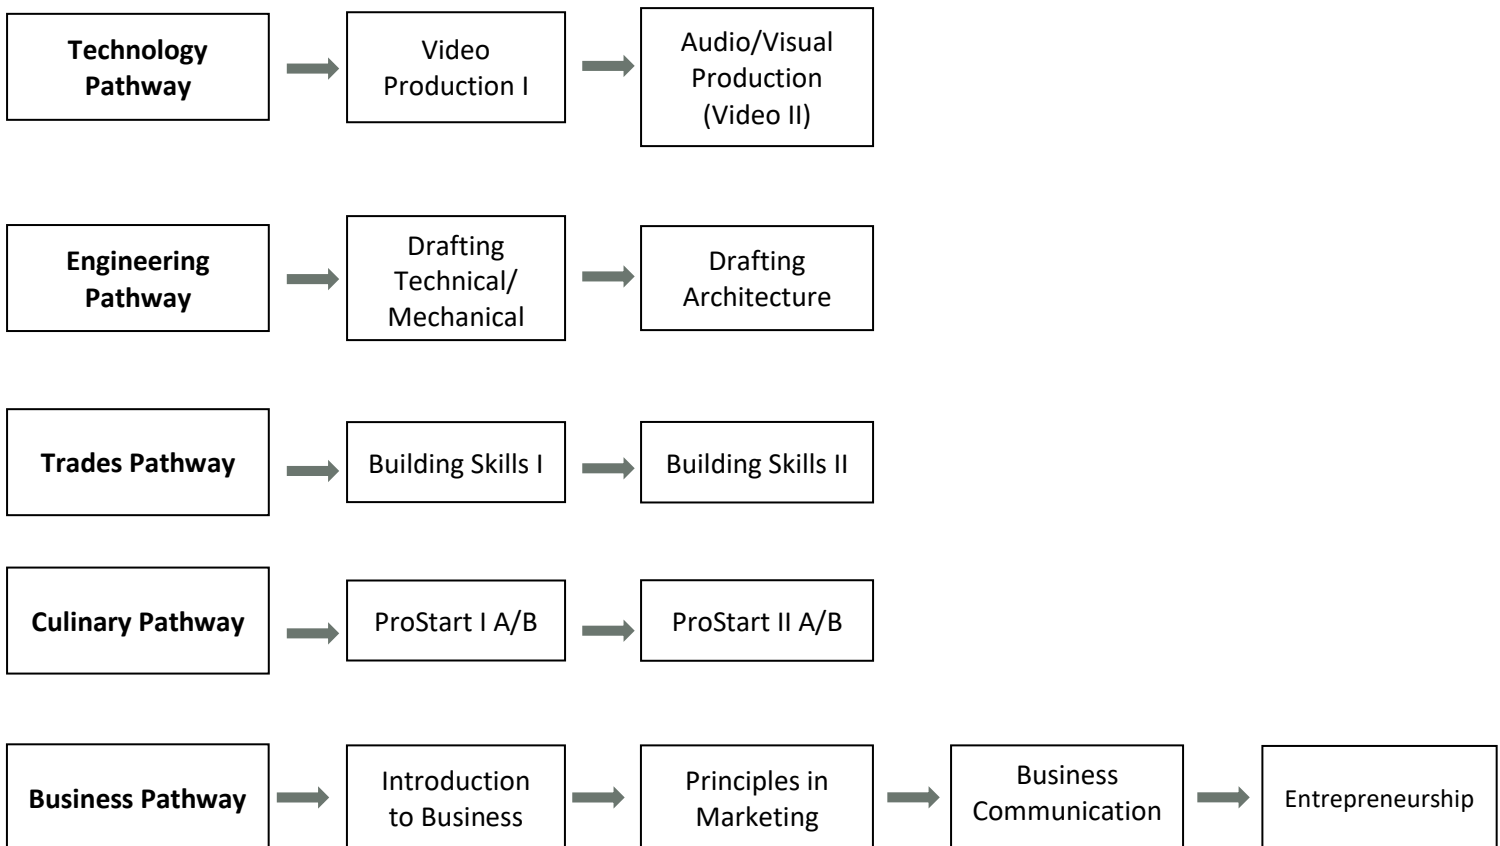 Technology
Pathway
Video
Production I
Audio/Visual
Production
(Video II)
Engineering
Pathway
Drafting
Technical/
Mechanical
Drafting
Architecture
Trades Pathway
Building Skills I
Building Skills II
Culinary Pathway
ProStart I A/B
ProStart II A/B
Business Pathway
Introduction
to Business
Principles in
Marketing
Business
Communication
Entrepreneurship